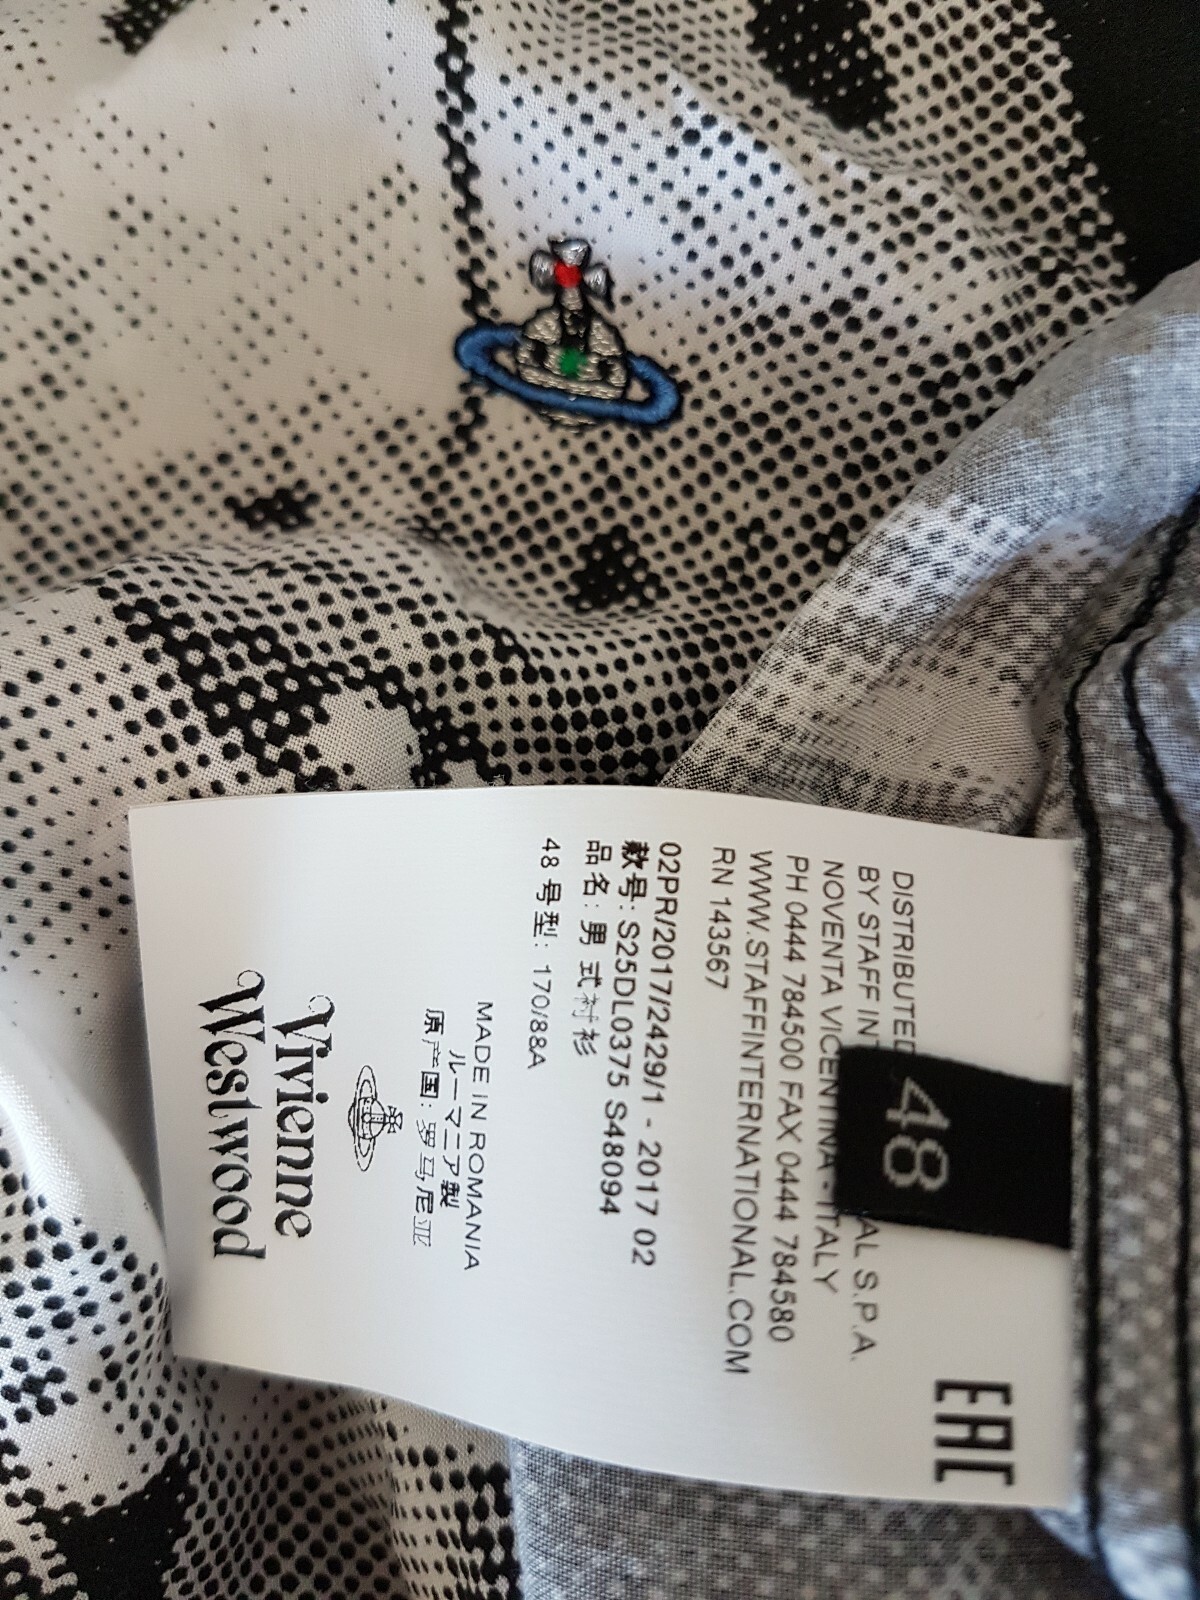 DISTRIBUTED
BY STAFF INT AL S.P.A.
NOVENTA VICENTINA - ITALY
PH 0444 784500 FAX 0444 784580
WWW.STAFFINTERNATIONAL.COM
RN 143567
02PR/2017/2429/1 - 2017 02
款号: S25DL0375 S48094
品名: 男式衬衫
48 号型: 170/88A
MADE IN ROMANIA
ルーマニア製
原产国: 罗马尼亚
Vivienne
Westwood
48
EAC